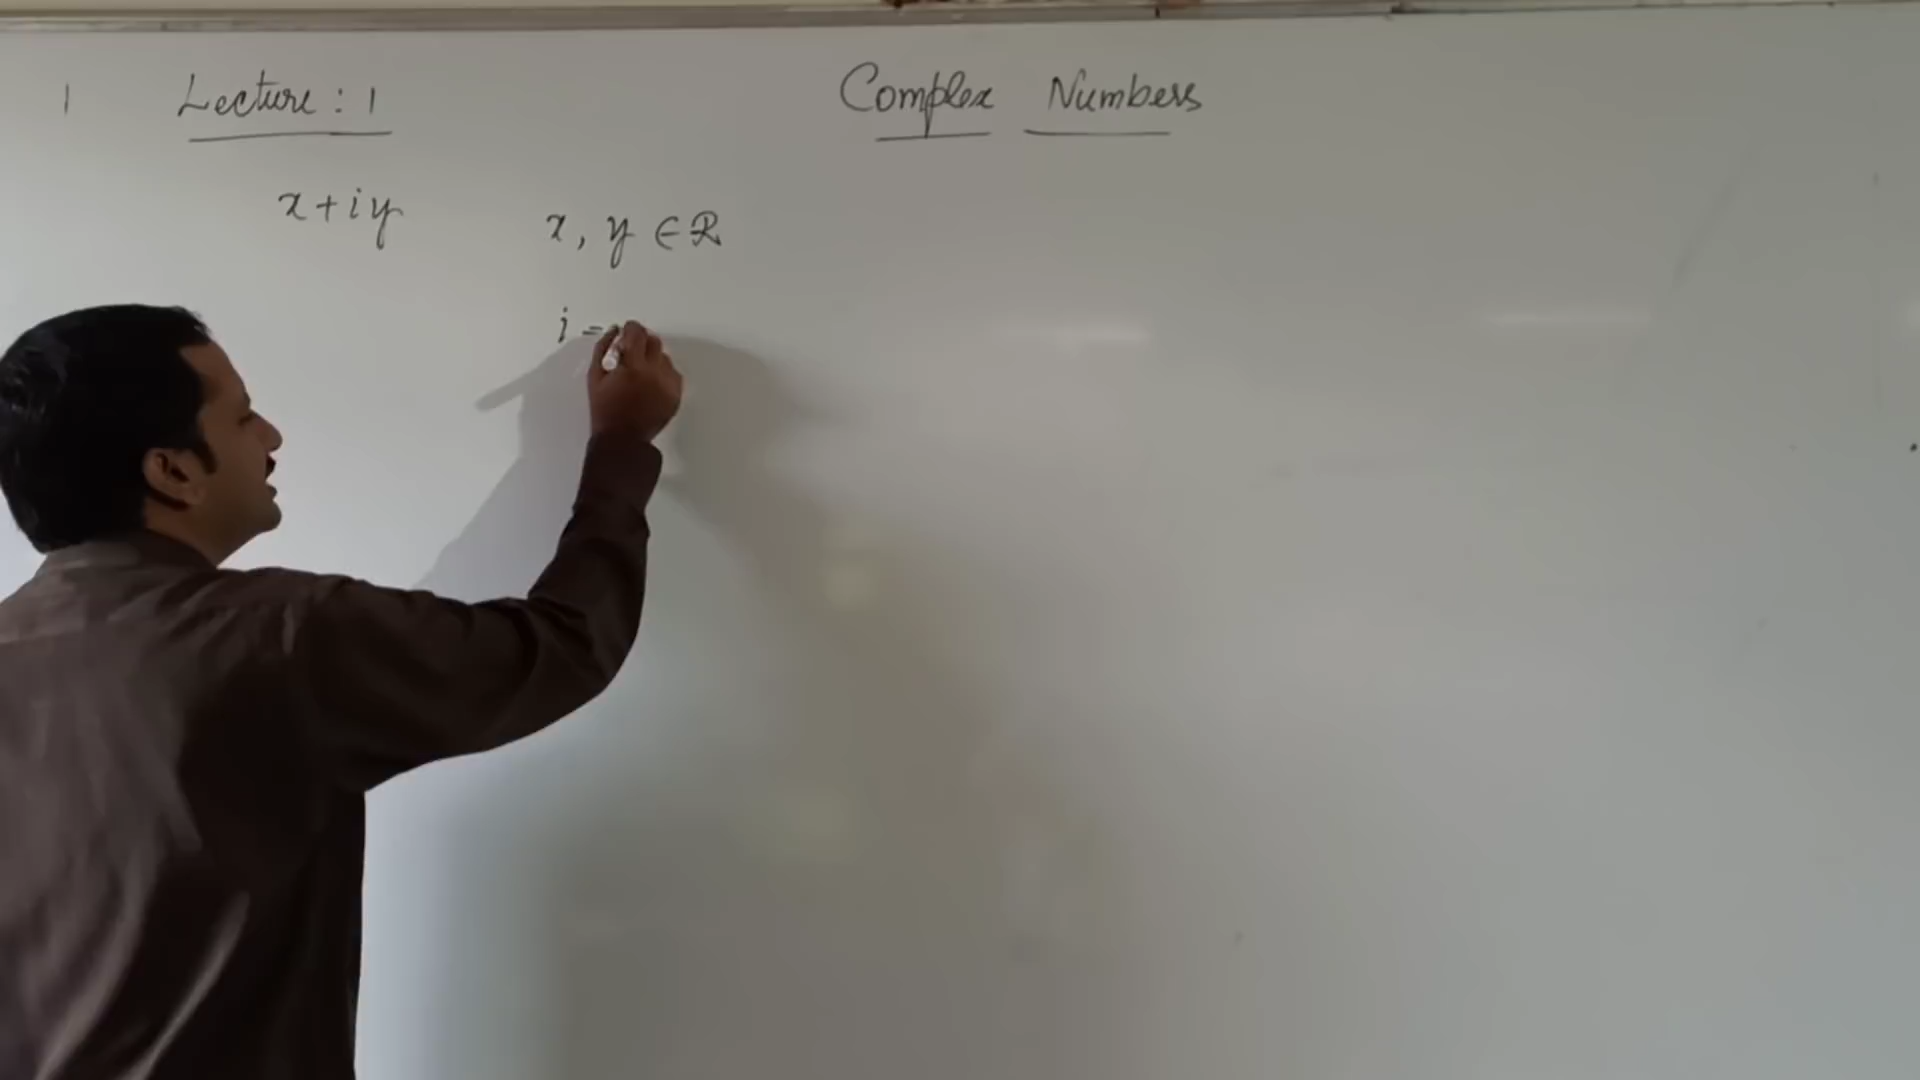 1 Lecture : 1 Complex Numbers
x + iy
x, y ∈ R
i =